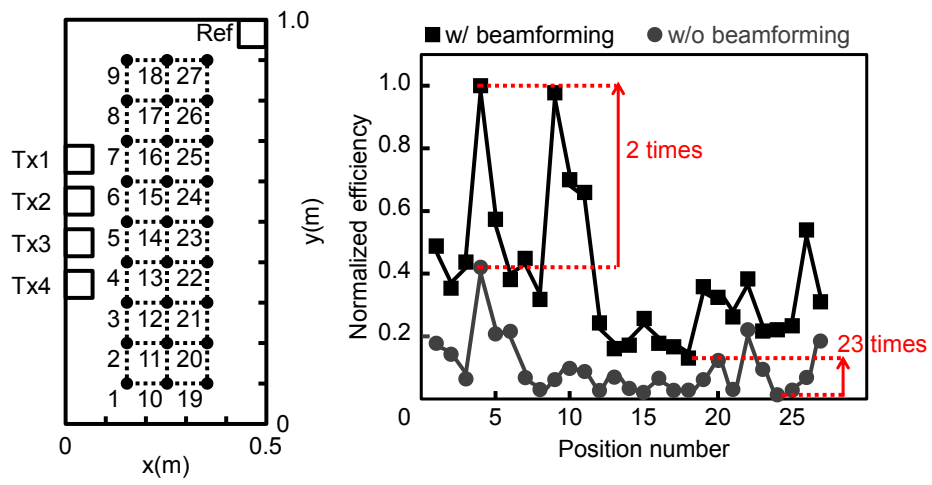 Ref
1.0
9 18 27
8 17 26
Tx1
7 16 25
Tx2
6 15 24
Tx3
5 14 23
Tx4
4 13 22
3 12 21
2 11 20
1 10 19
0
y(m)
0 0.5
x(m)
w/ beamforming w/o beamforming
Normalized efficiency
1.0
0.8
0.6
0.4
0.2
0 5 10 15 20 25
Position number
2 times
23 times